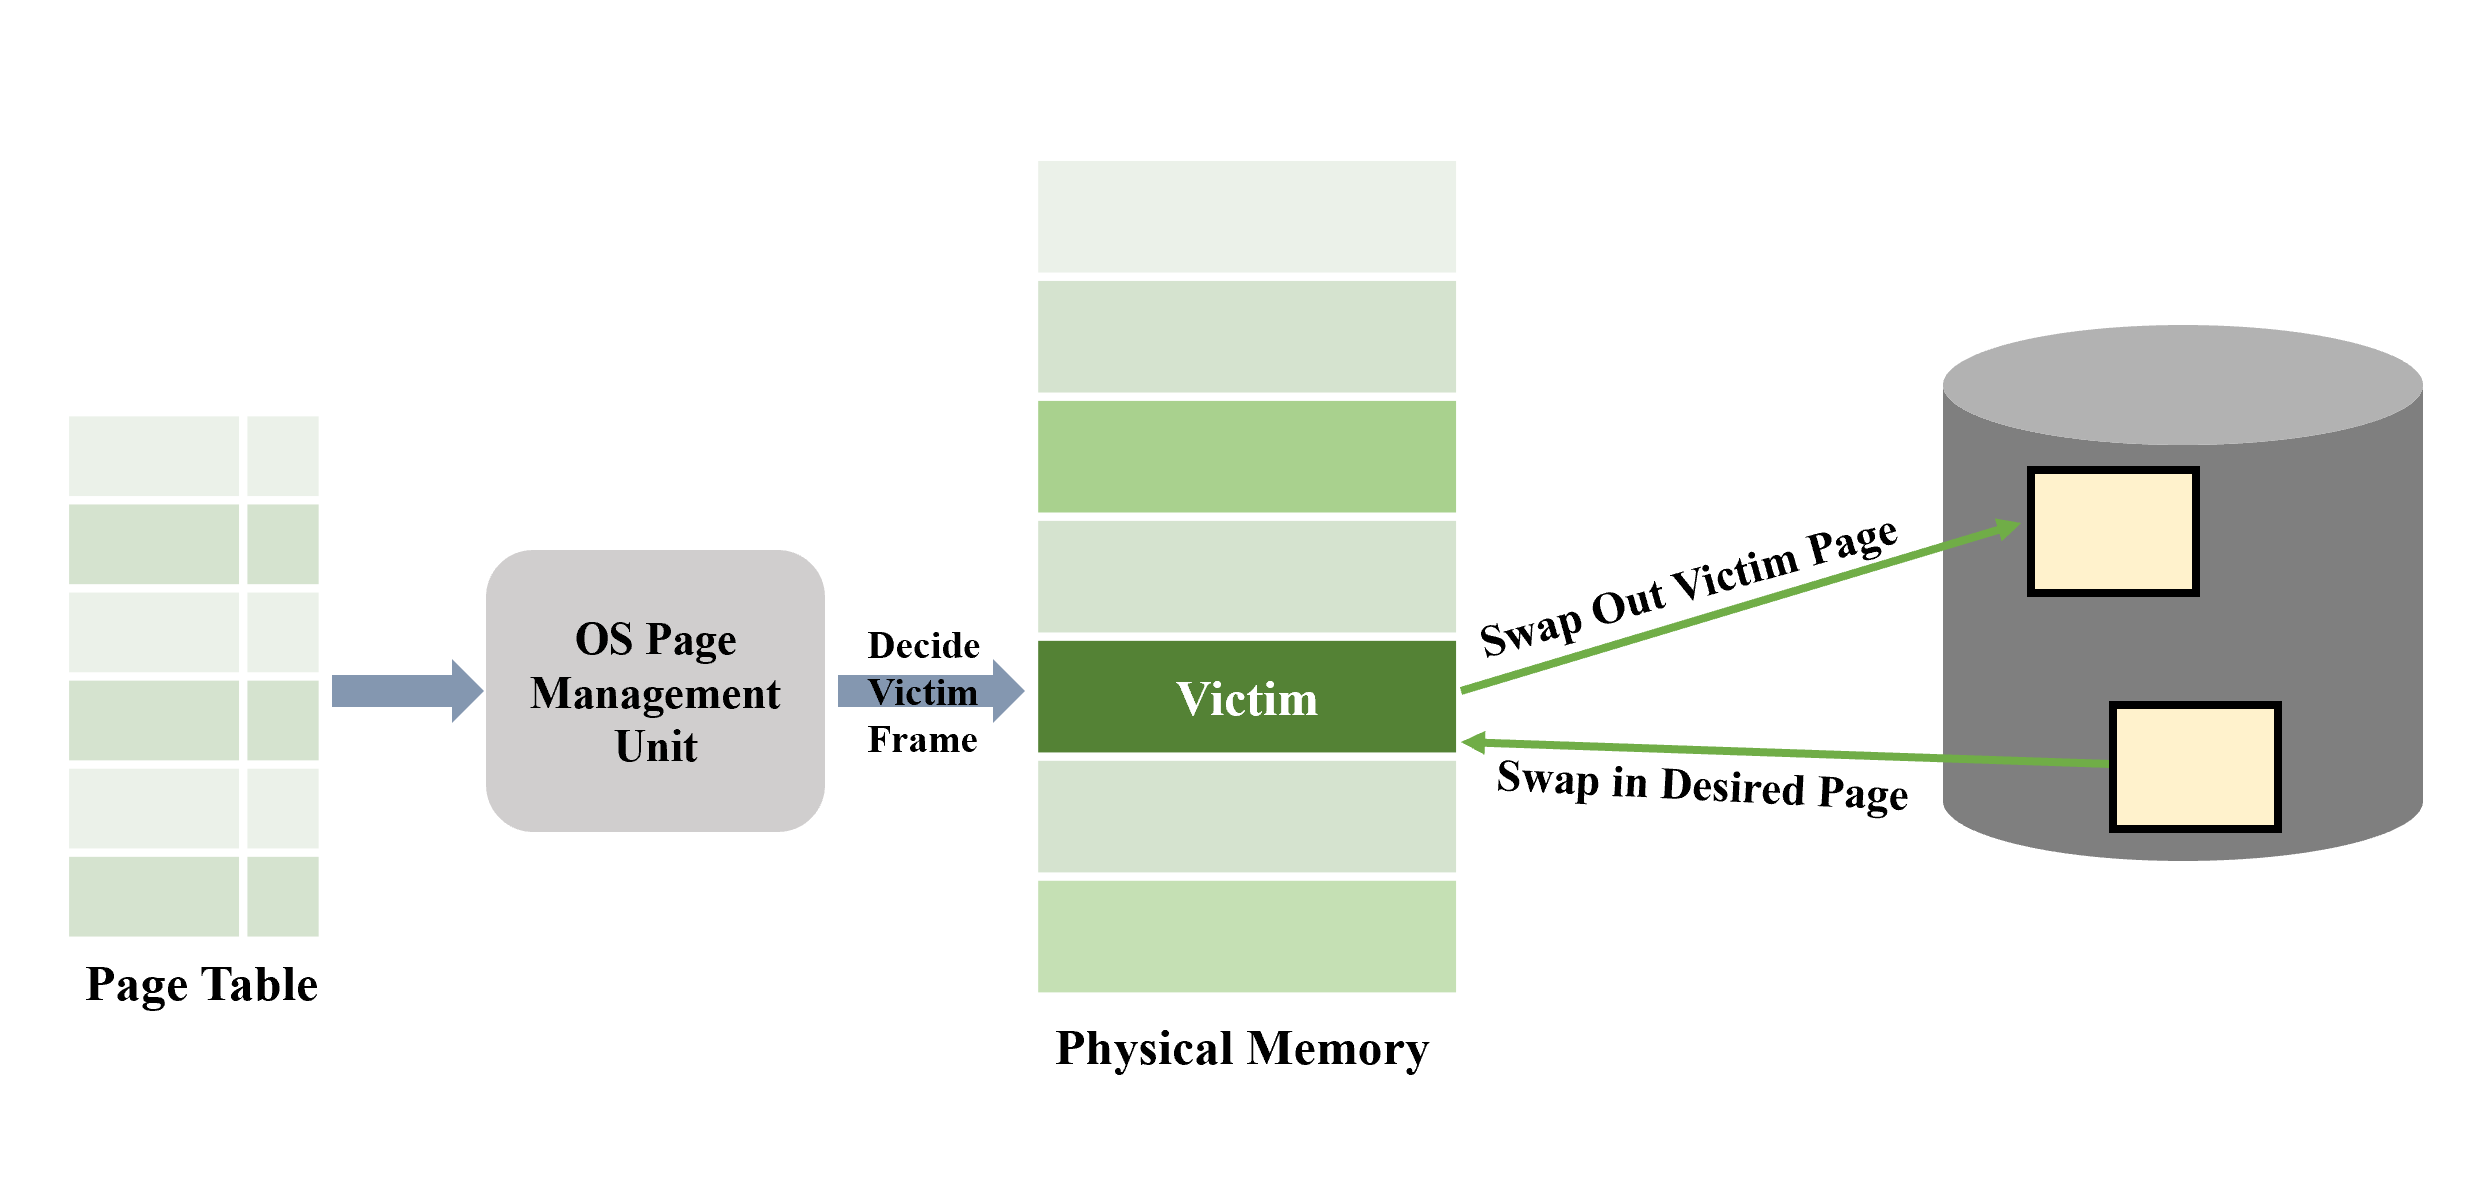 Page Table
OS Page
Management
Unit
Decide
Victim
Frame
Victim
Physical Memory
Swap Out Victim Page
Swap in Desired Page